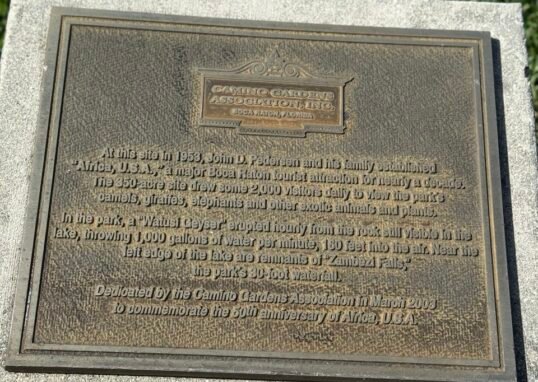 CAMINO GARDENS
ASSOCIATION, INC.
BOCA RATON, FLORIDA
At this site in 1953, John D. Pedersen and his family established
"Africa, U.S.A.," a major Boca Raton tourist attraction for nearly a decade.
The 350-acre site drew some 2,000 visitors daily to view the park's
camels, giraffes, elephants and other exotic animals and plants.
In the park, a "Watusi Geyser" erupted hourly from the rock still visible in the
lake, throwing 1,000 gallons of water per minute, 160 feet into the air. Near the
left edge of the lake are remnants of "Zambezi Falls,"
the park's 30-foot waterfall.
Dedicated by the Camino Gardens Association in March 2003
to commemorate the 50th anniversary of Africa, U.S.A.